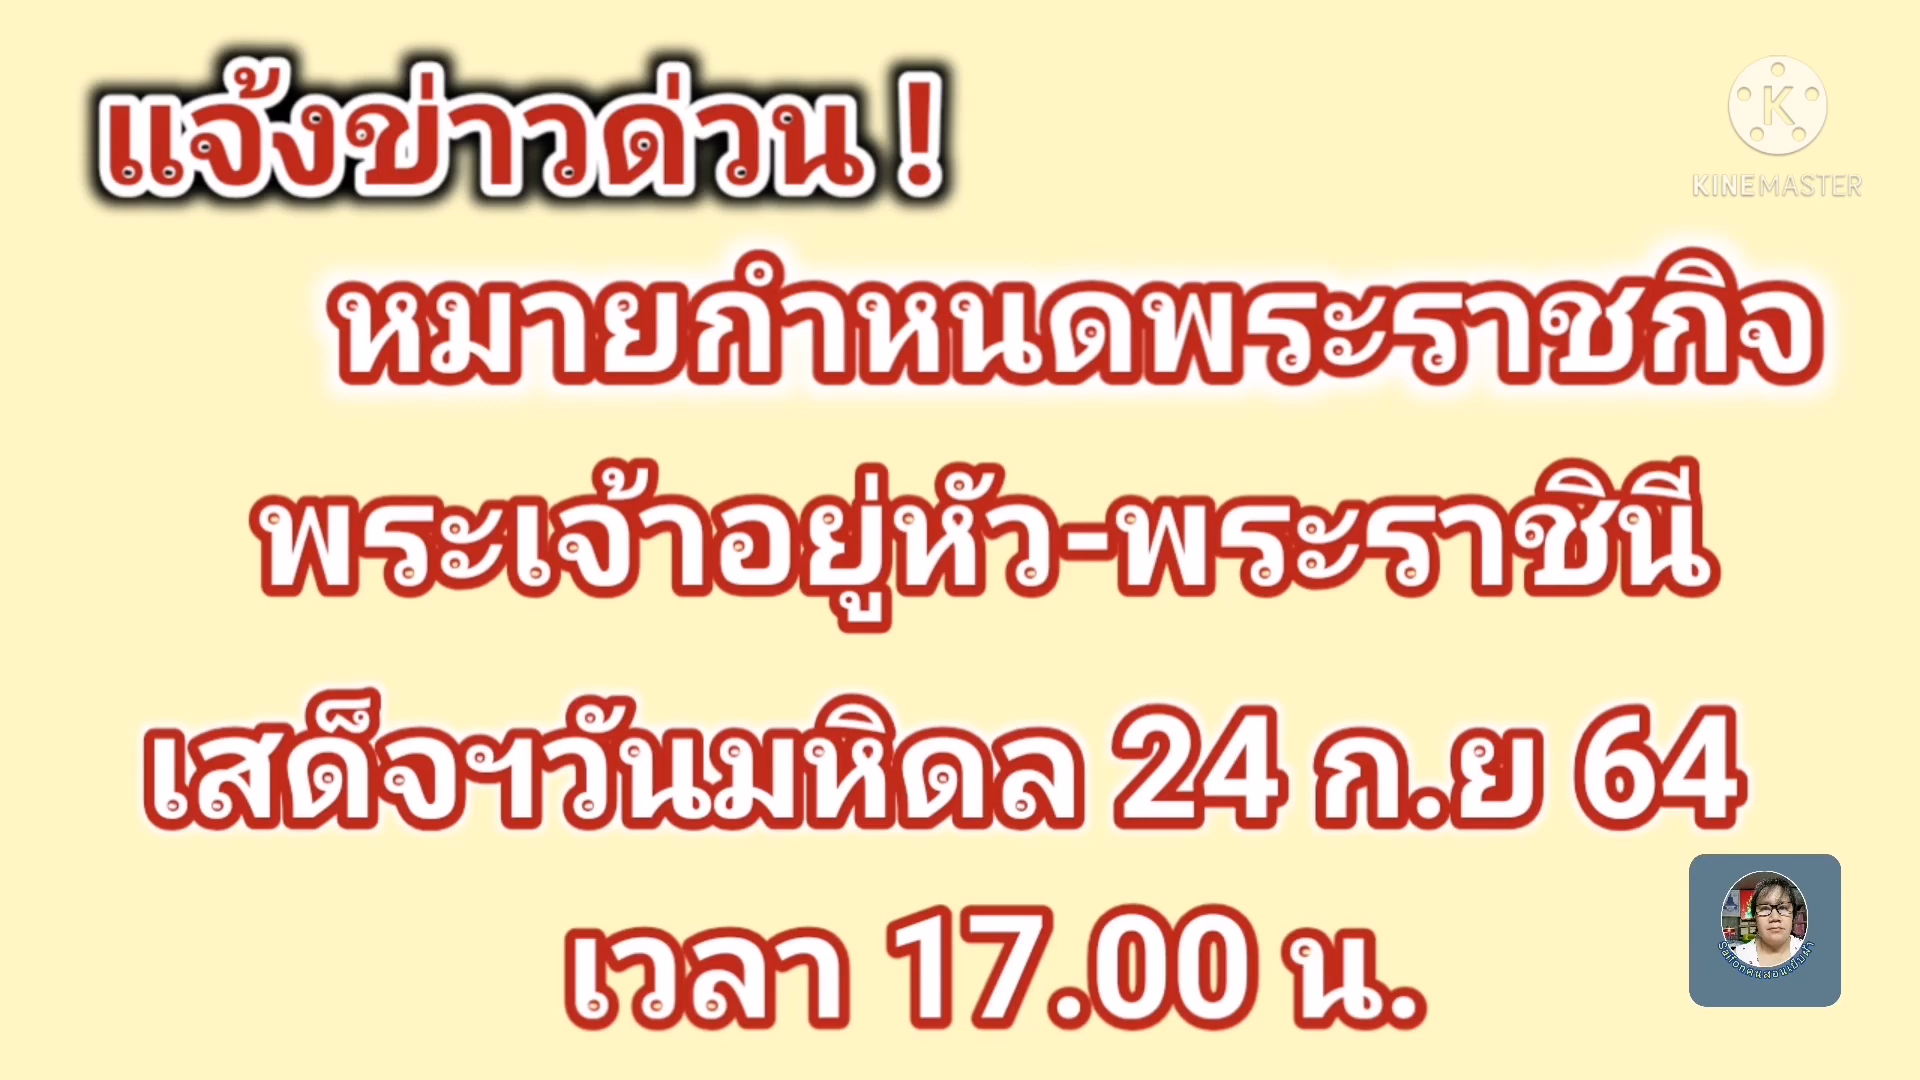 แจ้งข่าวด่วน !
KINEMASTER
หมายกำหนดพระราชกิจ
พระเจ้าอยู่หัว-พระราชินี
เสด็จฯวันมหิดล 24 ก.ย 64
เวลา 17.00 น.